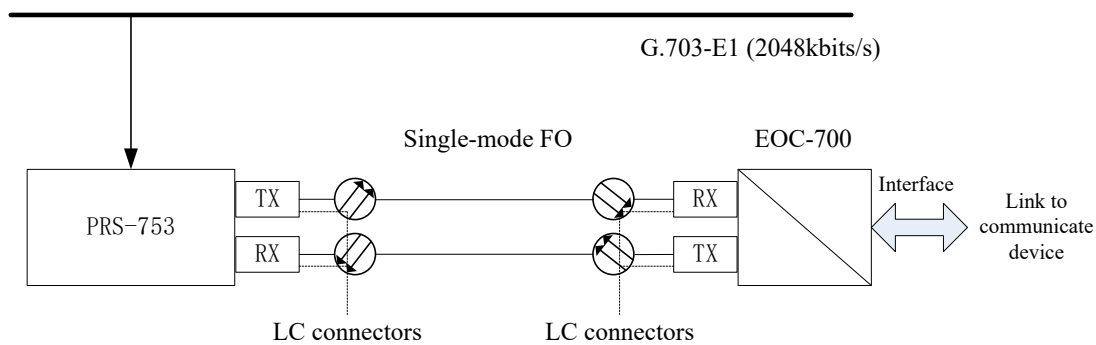 G.703-E1 (2048kbits/s)
Single-mode FO
EOC-700
TX
RX
Interface
Link to
communicate
device
PRS-753
RX
TX
LC connectors
LC connectors